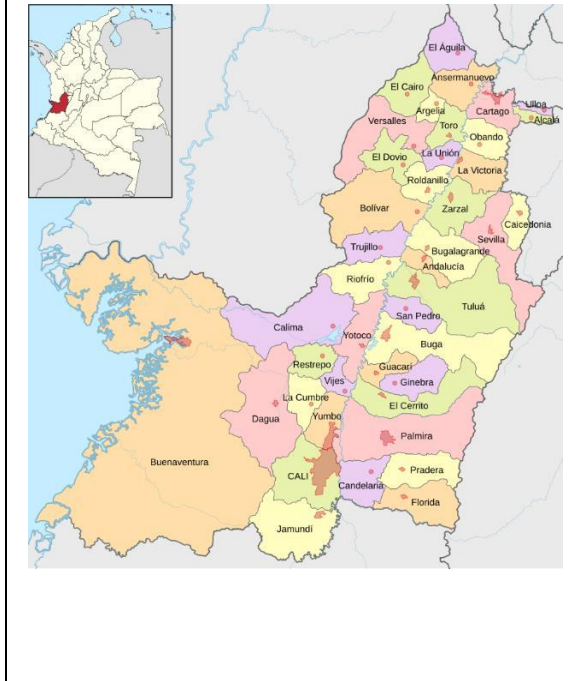 El Águila
Ansermanuevo
El Cairo
Ulloa
Argelia
Cartago
Alcalá
Versalles
Toro
Obando
El Dovio
La Unión
La Victoria
Roldanillo
Bolívar
Zarzal
Caicedonia
Sevilla
Trujillo
Bugalagrande
Andalucía
Riofrío
Tuluá
San Pedro
Calima
Yotoco
Buga
Restrepo
Guacarí
Vijes
Ginebra
La Cumbre
El Cerrito
Dagua
Yumbo
Palmira
Buenaventura
Pradera
CALI
Candelaria
Florida
Jamundí